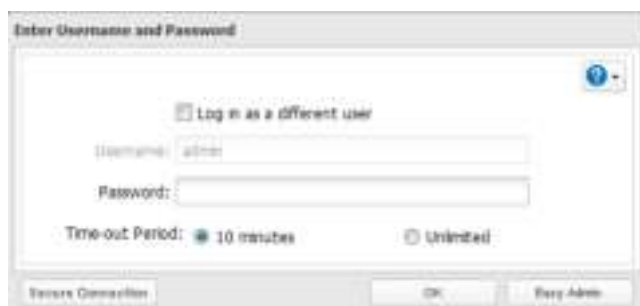 Enter Username and Password
Log in as a different user
Username: admin
Password:
Time-out Period: 10 minutes Unlimited
Secure Connection OK Easy Admin